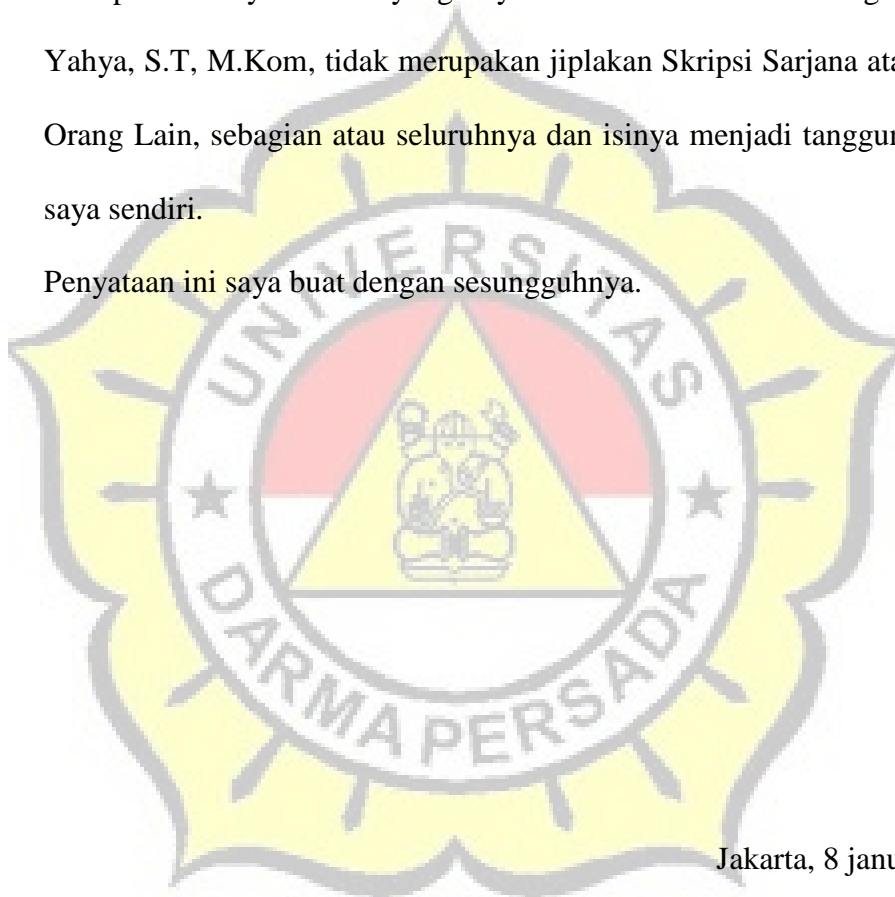 Yahya, S.T, M.Kom, tidak merupakan jiplakan Skripsi Sarjana ata
Orang Lain, sebagian atau seluruhnya dan isinya menjadi tanggun
saya sendiri.
Penyataan ini saya buat dengan sesungguhnya.
UNIVERSITAS
DARMA PERSADA
Jakarta, 8 janu